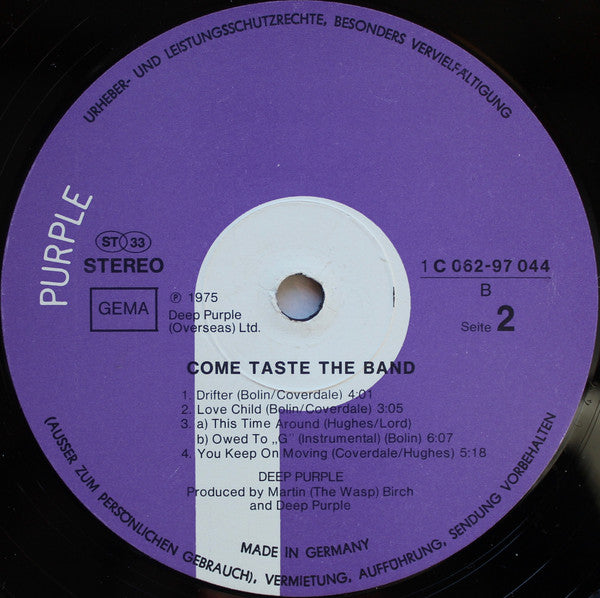 URHEBER- UND LEISTUNGSSCHUTZRECHTE, BESONDERS VERVIELFÄLTIGUNG
PURPLE
ST 33
STEREO
GEMA
℗ 1975
Deep Purple
(Overseas) Ltd.
1 C 062-97 044
B
Seite 2
COME TASTE THE BAND
1. Drifter (Bolin/Coverdale) 4:01
2. Love Child (Bolin/Coverdale) 3:05
3. a) This Time Around (Hughes/Lord)
b) Owed To „G" (Instrumental) (Bolin) 6:07
4. You Keep On Moving (Coverdale/Hughes) 5:18
DEEP PURPLE
Produced by Martin (The Wasp) Birch
and Deep Purple
MADE IN GERMANY
(AUSSER ZUM PERSÖNLICHEN GEBRAUCH), VERMIETUNG, AUFFÜHRUNG, SENDUNG VORBEHALTEN